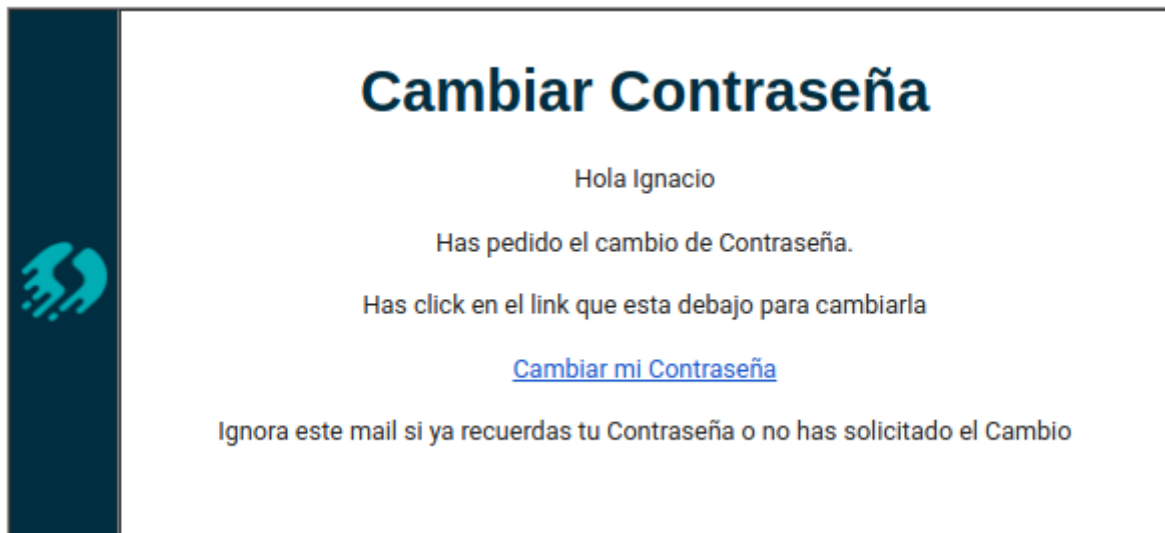 Cambiar Contraseña
Hola Ignacio
Has pedido el cambio de Contraseña.
Has click en el link que esta debajo para cambiarla
Cambiar mi Contraseña
Ignora este mail si ya recuerdas tu Contraseña o no has solicitado el Cambio